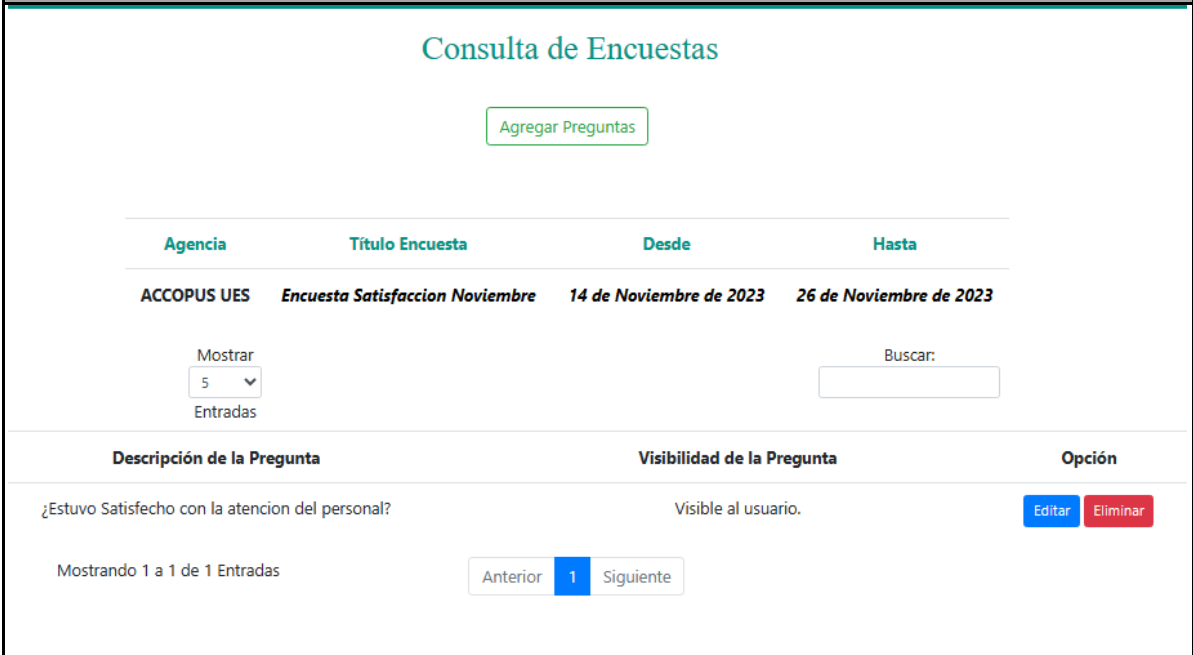 Consulta de Encuestas
Agregar Preguntas
Agencia Título Encuesta Desde Hasta
ACCOPUS UES Encuesta Satisfaccion Noviembre 14 de Noviembre de 2023 26 de Noviembre de 2023
Mostrar Buscar:
5
Entradas
Descripción de la Pregunta Visibilidad de la Pregunta Opción
¿Estuvo Satisfecho con la atencion del personal? Visible al usuario. Editar Eliminar
Mostrando 1 a 1 de 1 Entradas Anterior 1 Siguiente